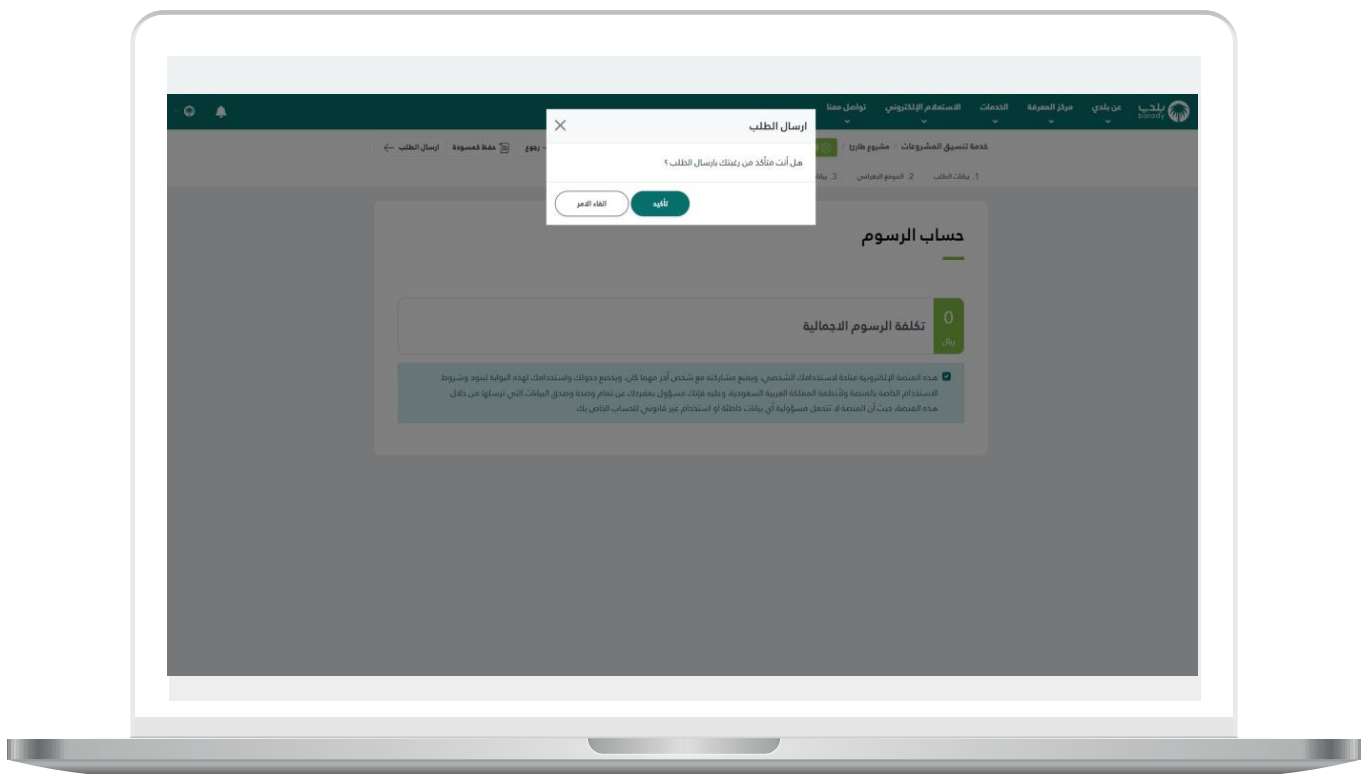 بلدي
balady
عن بلدي
مركز المعرفة
الخدمات
الاستعلام الإلكتروني
تواصل معنا
خدمة تنسيق المشروعات / مشروع طارئ /
رجوع
حفظ كمسودة
ارسال الطلب
1. بيانات الطلب
2. الموقع الجغرافي
3.
ارسال الطلب
هل أنت متأكد من رغبتك بارسال الطلب ؟
تأكيد
الغاء الامر
حساب الرسوم
0
ريال
تكلفة الرسوم الاجمالية
هذه المنصة الإلكترونية متاحة لاستخدامك الشخصي، ويمنع مشاركته مع شخص أخر مهما كان، ويخضع دخولك واستخدامك لهذه البوابة لبنود وشروط
الاستخدام الخاصة بالمنصة ولأنظمة المملكة العربية السعودية، وعليه فإنك مسؤول بمفردك عن تمام وصحة وصدق البيانات التي ترسلها من خلال
هذه المنصة، حيث أن المنصة لا تتحمل مسؤولية أي بيانات خاطئة او استخدام غير قانوني للحساب الخاص بك